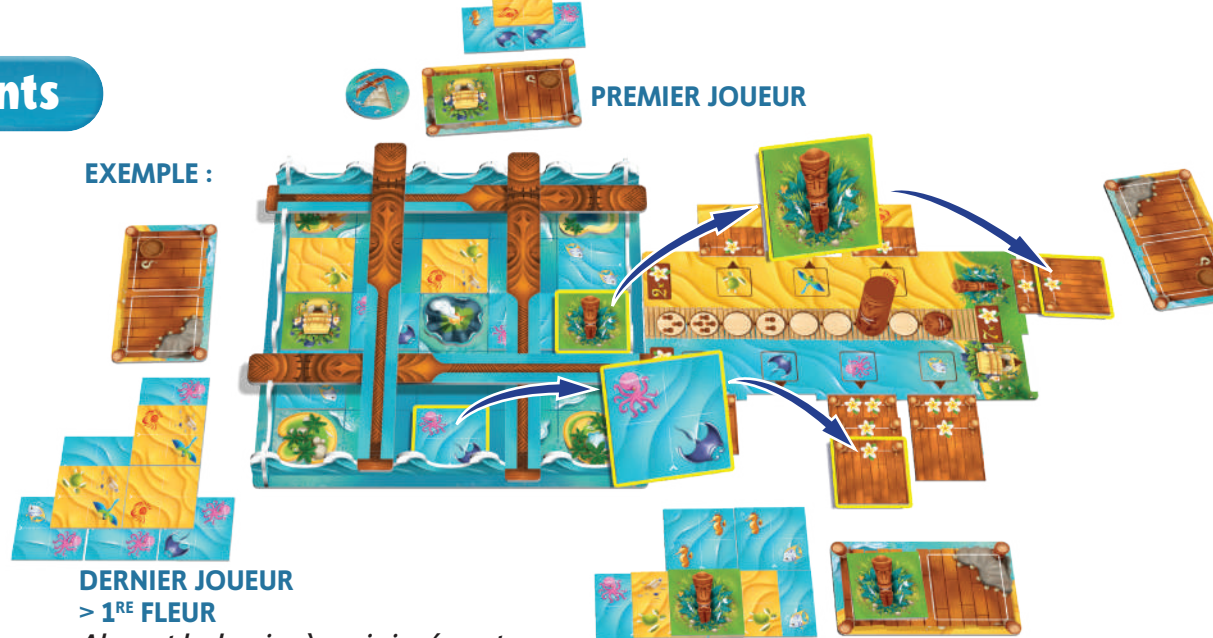 nts
PREMIER JOUEUR
EXEMPLE :
DERNIER JOUEUR
> 1RE FLEUR